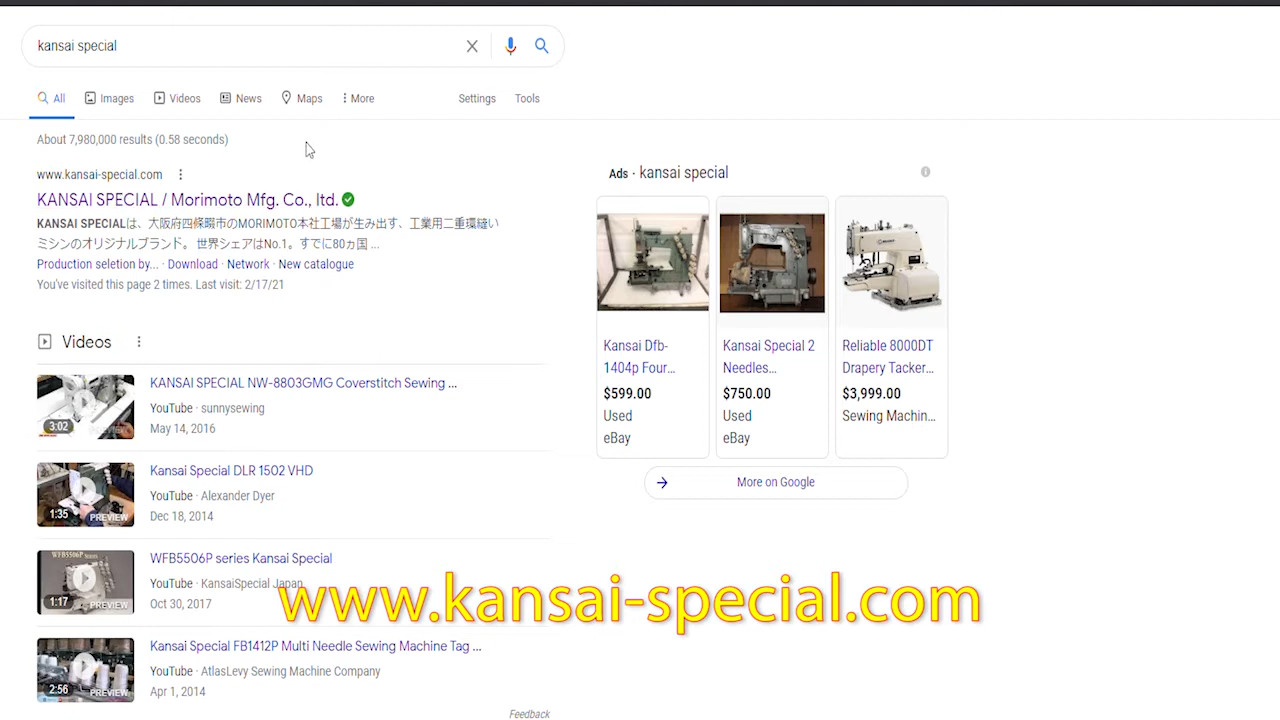 kansai special
All
Images
Videos
News
Maps
More
Settings
Tools
About 7,980,000 results (0.58 seconds)
www.kansai-special.com
KANSAI SPECIAL / Morimoto Mfg. Co., ltd.
KANSAI SPECIALは、大阪府四條畷市のMORIMOTO本社工場が生み出す、工業用二重環縫い
ミシンのオリジナルブランド。 世界シェアはNo.1。すでに80ヵ国 ...
Production seletion by... · Download · Network · New catalogue
You've visited this page 2 times. Last visit: 2/17/21
Videos
3:02
KANSAI SPECIAL NW-8803GMG Coverstitch Sewing ...
YouTube · sunnysewing
May 14, 2016
1:35
PREVIEW
Kansai Special DLR 1502 VHD
YouTube · Alexander Dyer
Dec 18, 2014
WFB5506P
1:17
PREVIEW
WFB5506P series Kansai Special
YouTube · KansaiSpecial Japan
Oct 30, 2017
2:56
PREVIEW
Kansai Special FB1412P Multi Needle Sewing Machine Tag ...
YouTube · AtlasLevy Sewing Machine Company
Apr 1, 2014
Feedback
Ads · kansai special
Kansai Dfb-
1404p Four...
$599.00
Used
eBay
Kansai Special 2
Needles...
$750.00
Used
eBay
Reliable 8000DT
Drapery Tacker...
$3,999.00
Sewing Machin...
More on Google
www.kansai-special.com